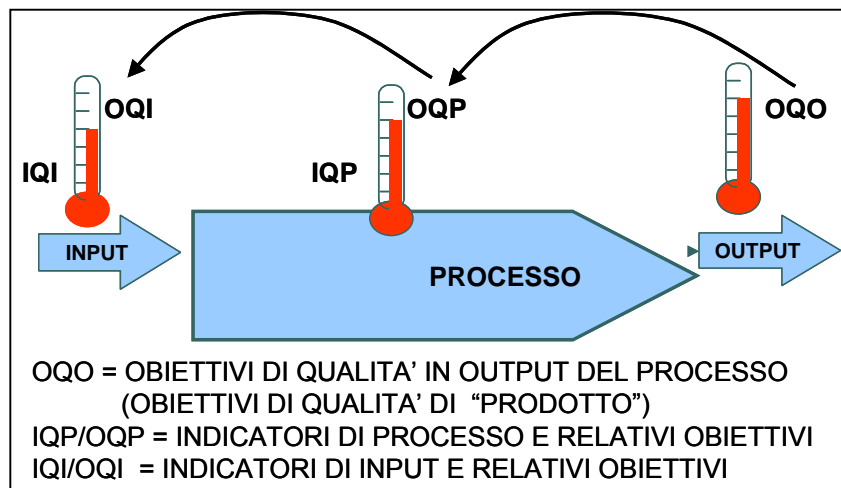 OQI
OQP
OQO
IQI
IQP
INPUT
PROCESSO
OUTPUT
OQO = OBIETTIVI DI QUALITA’ IN OUTPUT DEL PROCESSO
(OBIETTIVI DI QUALITA’ DI “PRODOTTO”)
IQP/OQP = INDICATORI DI PROCESSO E RELATIVI OBIETTIVI
IQI/OQI = INDICATORI DI INPUT E RELATIVI OBIETTIVI